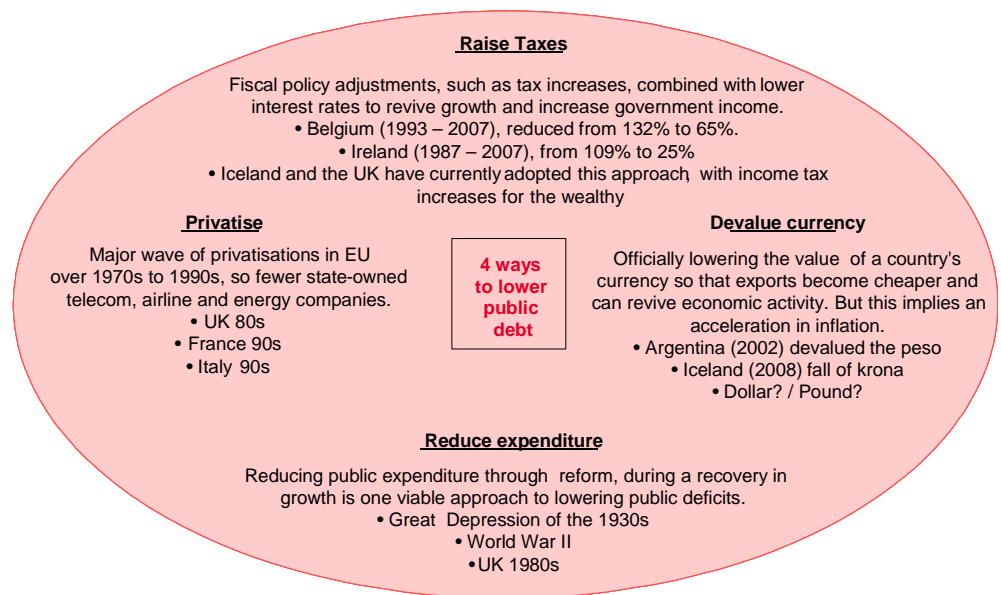 Raise Taxes
Fiscal policy adjustments, such as tax increases, combined with lower
interest rates to revive growth and increase government income.
• Belgium (1993 – 2007), reduced from 132% to 65%.
• Ireland (1987 – 2007), from 109% to 25%
• Iceland and the UK have currently adopted this approach, with income tax
increases for the wealthy
Privatise
Major wave of privatisations in EU
over 1970s to 1990s, so fewer state-owned
telecom, airline and energy companies.
• UK 80s
• France 90s
• Italy 90s
4 ways
to lower
public
debt
Devalue currency
Officially lowering the value of a country's
currency so that exports become cheaper and
can revive economic activity. But this implies an
acceleration in inflation.
• Argentina (2002) devalued the peso
• Iceland (2008) fall of krona
• Dollar? / Pound?
Reduce expenditure
Reducing public expenditure through reform, during a recovery in
growth is one viable approach to lowering public deficits.
• Great Depression of the 1930s
• World War II
• UK 1980s